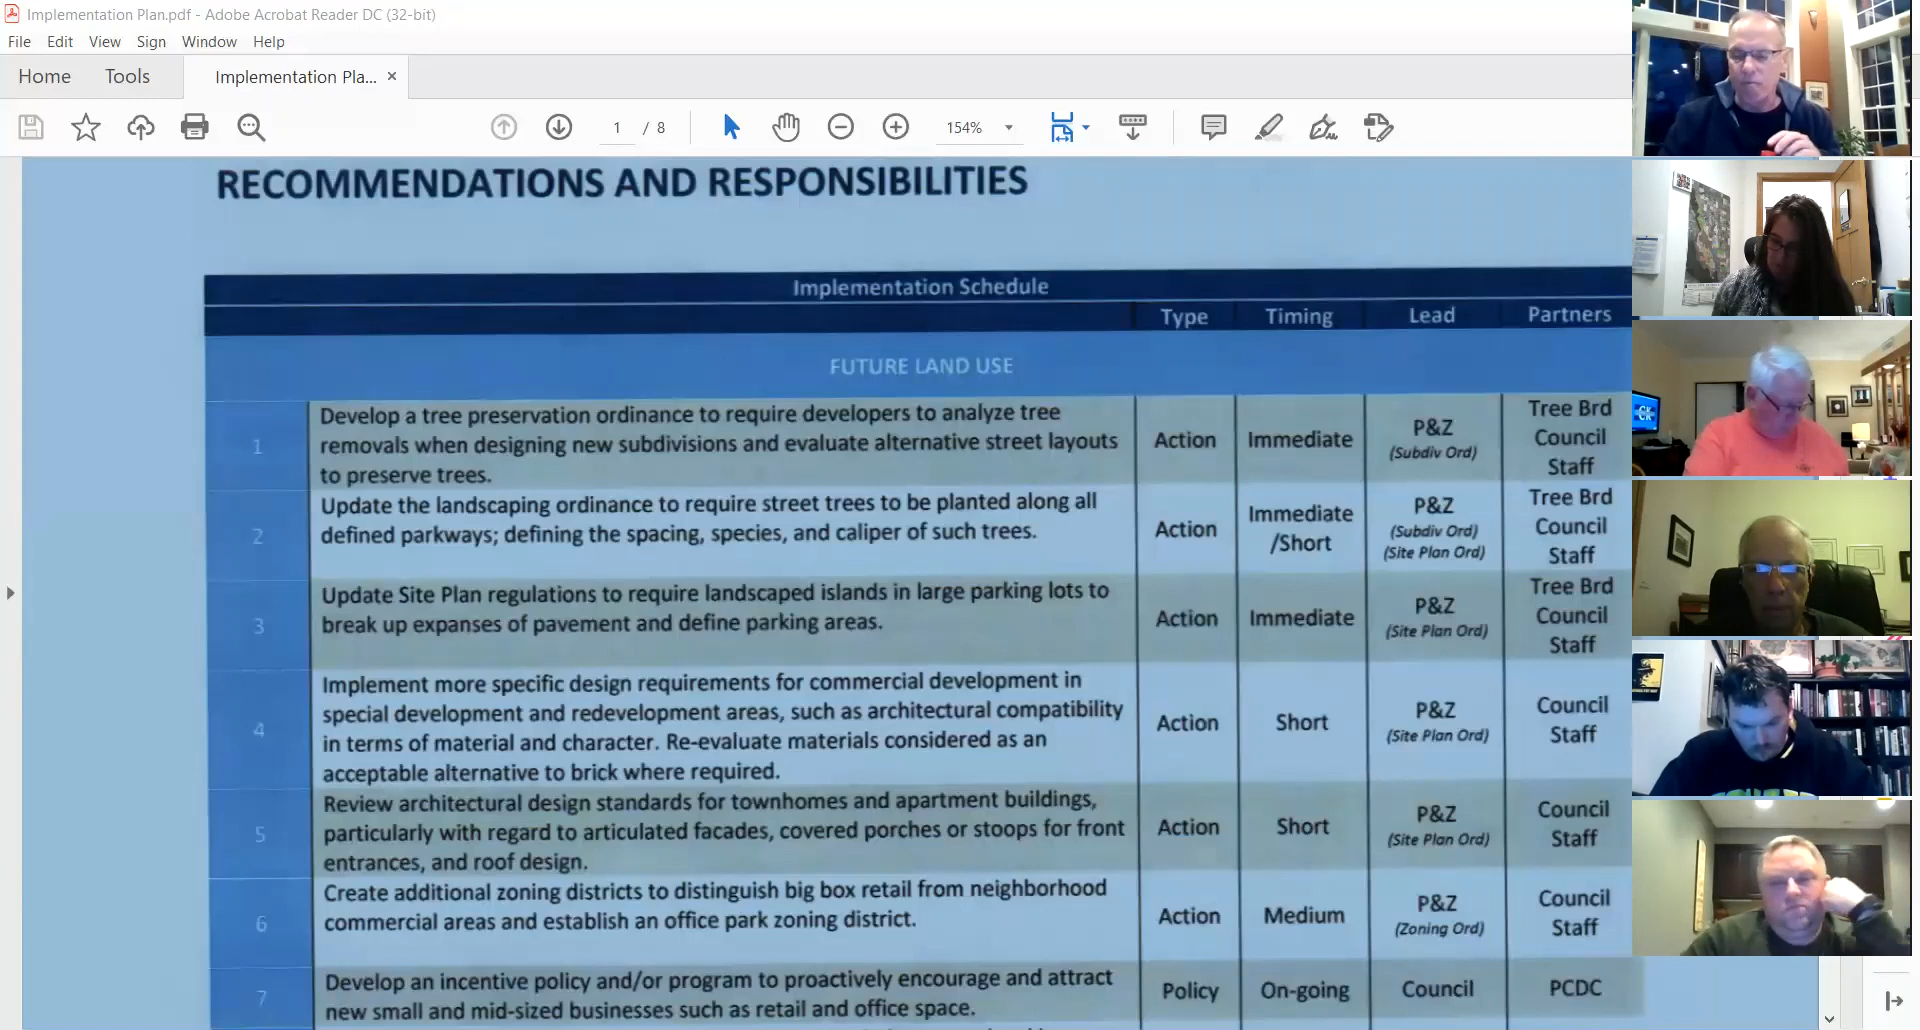 Implementation Plan.pdf - Adobe Acrobat Reader DC (32-bit)
File Edit View Sign Window Help
Home Tools Implementation Pla... ×
1 / 8 154%
RECOMMENDATIONS AND RESPONSIBILITIES
Implementation Schedule
Type Timing Lead Partners
FUTURE LAND USE
1
Develop a tree preservation ordinance to require developers to analyze tree
removals when designing new subdivisions and evaluate alternative street layouts
to preserve trees.
Action
Immediate
P&Z
(Subdiv Ord)
Tree Brd
Council
Staff
2
Update the landscaping ordinance to require street trees to be planted along all
defined parkways; defining the spacing, species, and caliper of such trees.
Action
Immediate
/Short
P&Z
(Subdiv Ord)
(Site Plan Ord)
Tree Brd
Council
Staff
3
Update Site Plan regulations to require landscaped islands in large parking lots to
break up expanses of pavement and define parking areas.
Action
Immediate
P&Z
(Site Plan Ord)
Tree Brd
Council
Staff
4
Implement more specific design requirements for commercial development in
special development and redevelopment areas, such as architectural compatibility
in terms of material and character. Re-evaluate materials considered as an
acceptable alternative to brick where required.
Action
Short
P&Z
(Site Plan Ord)
Council
Staff
5
Review architectural design standards for townhomes and apartment buildings,
particularly with regard to articulated facades, covered porches or stoops for front
entrances, and roof design.
Action
Short
P&Z
(Site Plan Ord)
Council
Staff
6
Create additional zoning districts to distinguish big box retail from neighborhood
commercial areas and establish an office park zoning district.
Action
Medium
P&Z
(Zoning Ord)
Council
Staff
7
Develop an incentive policy and/or program to proactively encourage and attract
new small and mid-sized businesses such as retail and office space.
Policy
On-going
Council
PCDC